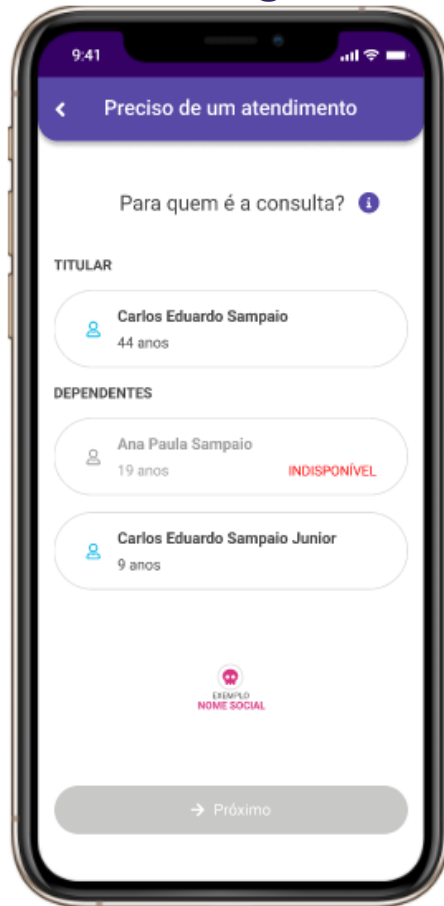 9:41
Preciso de um atendimento
Para quem é a consulta?
TITULAR
Carlos Eduardo Sampaio
44 anos
DEPENDENTES
Ana Paula Sampaio
19 anos
INDISPONÍVEL
Carlos Eduardo Sampaio Junior
9 anos
EXEMPLO
NOME SOCIAL
Próximo